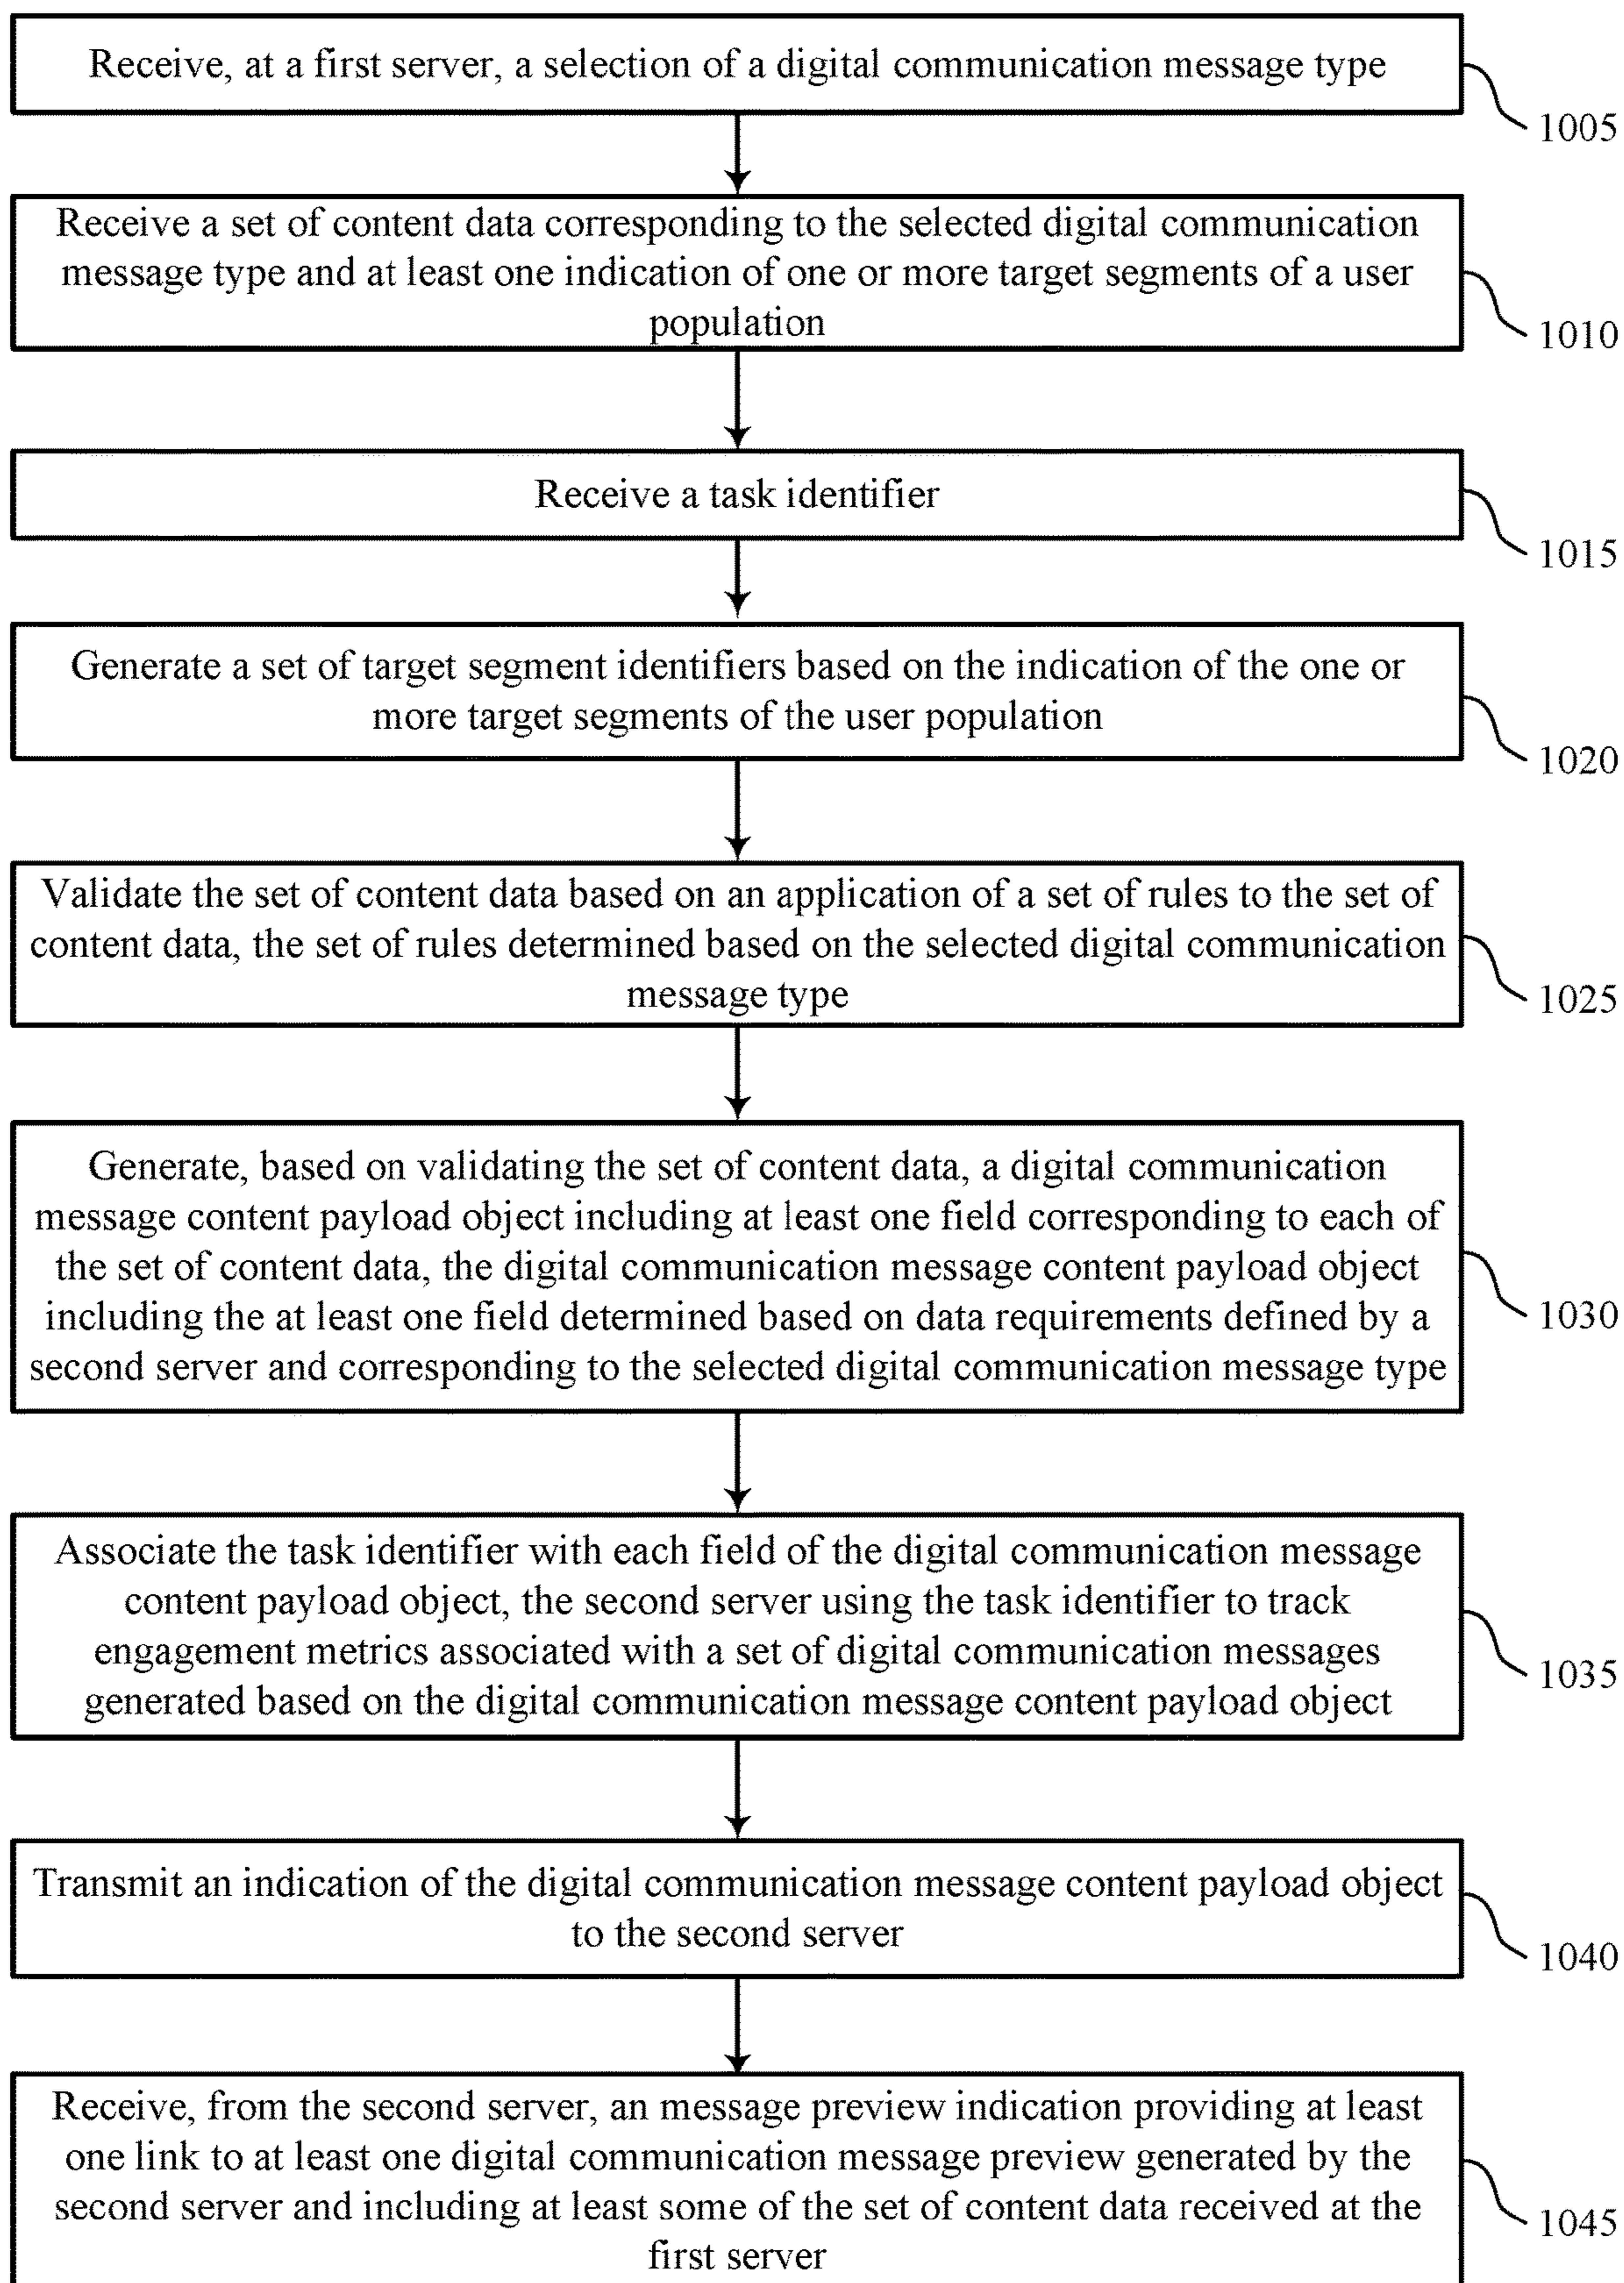 Receive, at a first server, a selection of a digital communication message type
1005
Receive a set of content data corresponding to the selected digital communication
message type and at least one indication of one or more target segments of a user
population
1010
Receive a task identifier
1015
Generate a set of target segment identifiers based on the indication of the one or
more target segments of the user population
1020
Validate the set of content data based on an application of a set of rules to the set of
content data, the set of rules determined based on the selected digital communication
message type
1025
Generate, based on validating the set of content data, a digital communication
message content payload object including at least one field corresponding to each of
the set of content data, the digital communication message content payload object
including the at least one field determined based on data requirements defined by a
second server and corresponding to the selected digital communication message type
1030
Associate the task identifier with each field of the digital communication message
content payload object, the second server using the task identifier to track
engagement metrics associated with a set of digital communication messages
generated based on the digital communication message content payload object
1035
Transmit an indication of the digital communication message content payload object
to the second server
1040
Receive, from the second server, an message preview indication providing at least
one link to at least one digital communication message preview generated by the
second server and including at least some of the set of content data received at the
first server
1045